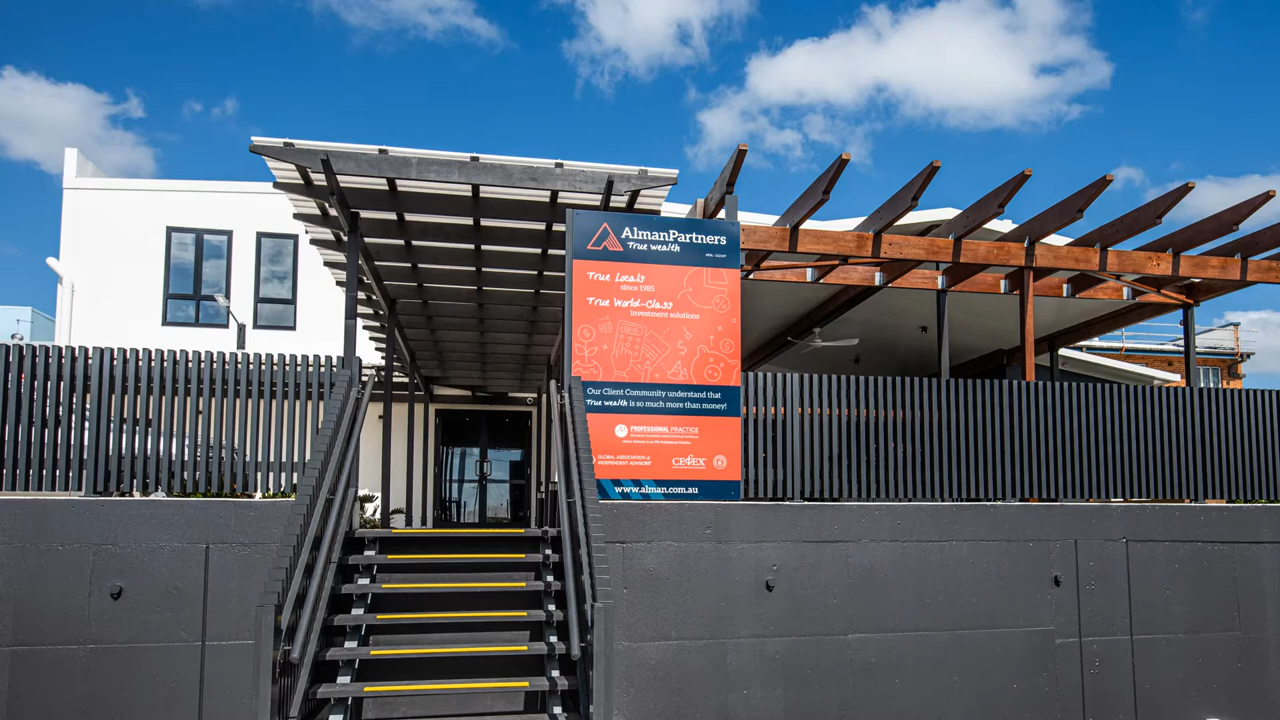 AlmanPartners
True wealth
True Locals
since 1985
True World-Class
investment solutions
Our Client Community understand that
True wealth is so much more than money!
PROFESSIONAL PRACTICE
GLOBAL ASSOCIATION of
INDEPENDENT ADVISORS
CEFEX
www.alman.com.au